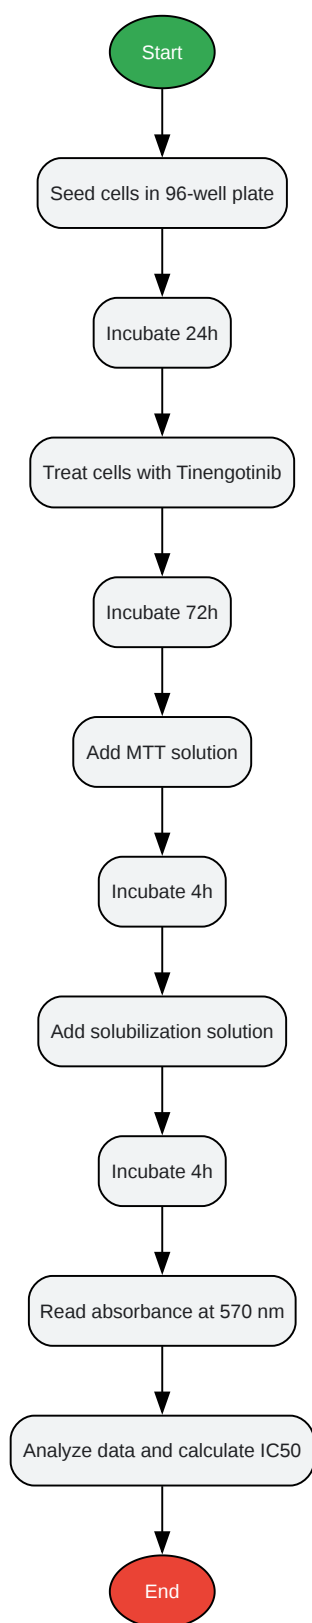 Start
Seed cells in 96-well plate
Incubate 24h
Treat cells with Tinengotinib
Incubate 72h
Add MTT solution
Incubate 4h
Add solubilization solution
Incubate 4h
Read absorbance at 570 nm
Analyze data and calculate IC50
End